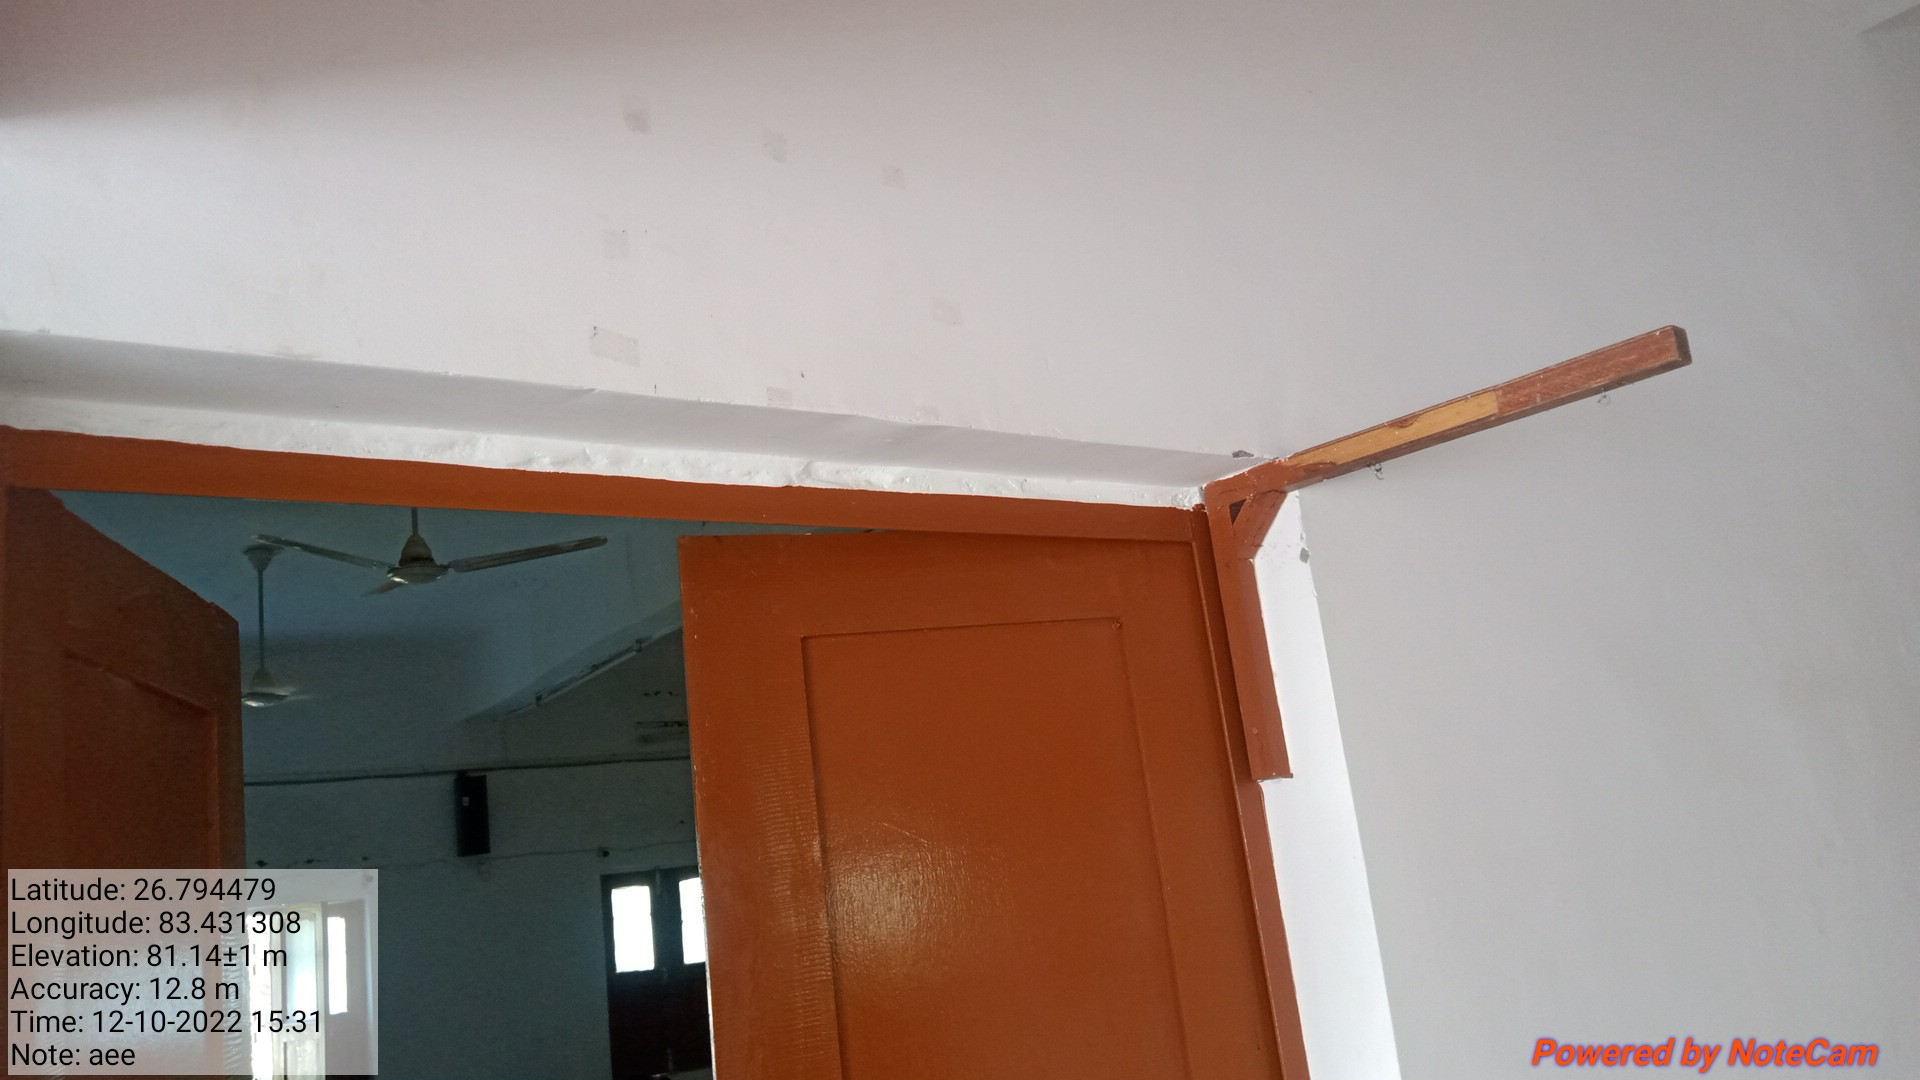 Latitude: 26.794479
Longitude: 83.431308
Elevation: 81.14±1 m
Accuracy: 12.8 m
Time: 12-10-2022 15:31
Note: aee
Powered by NoteCam